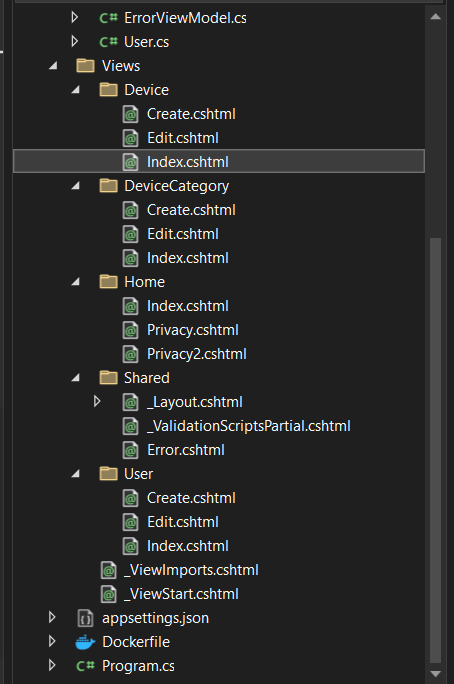 ErrorViewModel.cs
User.cs
Views
Device
Create.cshtml
Edit.cshtml
Index.cshtml
DeviceCategory
Create.cshtml
Edit.cshtml
Index.cshtml
Home
Index.cshtml
Privacy.cshtml
Privacy2.cshtml
Shared
_Layout.cshtml
_ValidationScriptsPartial.cshtml
Error.cshtml
User
Create.cshtml
Edit.cshtml
Index.cshtml
_ViewImports.cshtml
_ViewStart.cshtml
appsettings.json
Dockerfile
C# Program.cs